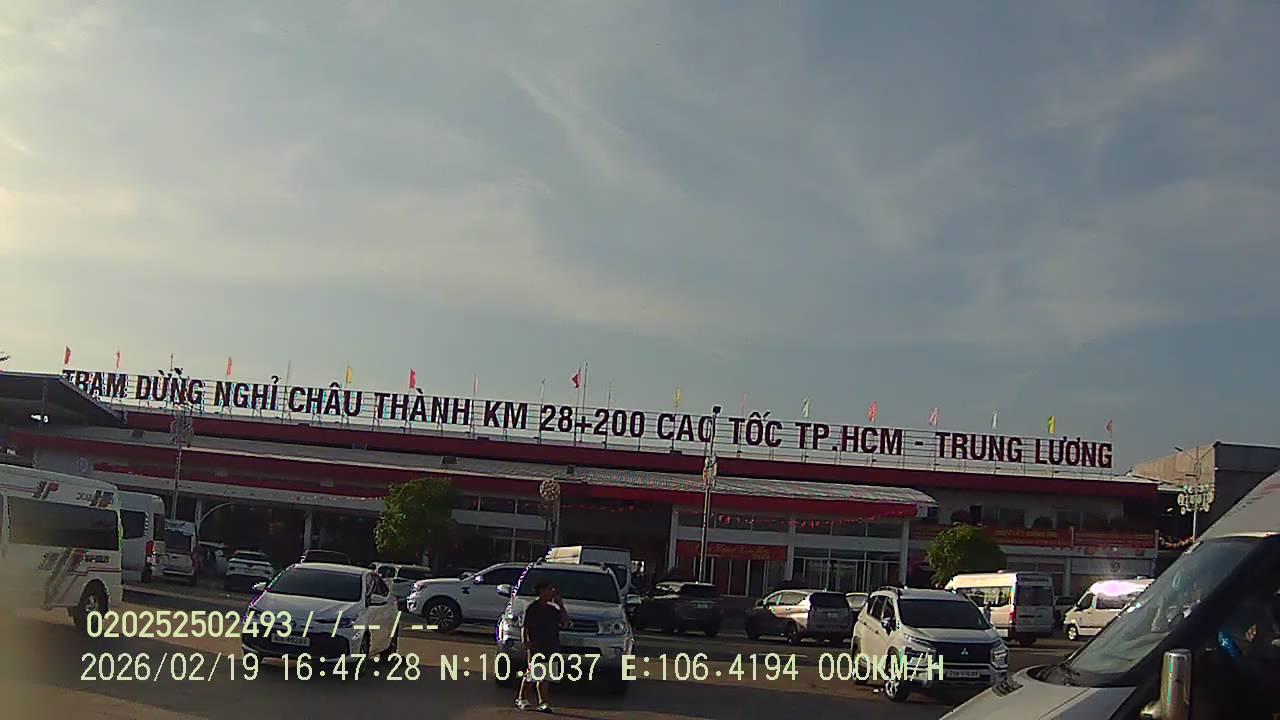 TRẠM DỪNG NGHỈ CHÂU THÀNH KM 28+200 CAO TỐC TP.HCM - TRUNG LƯƠNG
020252502493/ / --/--
2026/02/19 16:47:28 N:10.6037 E:106.4194 000KM/H